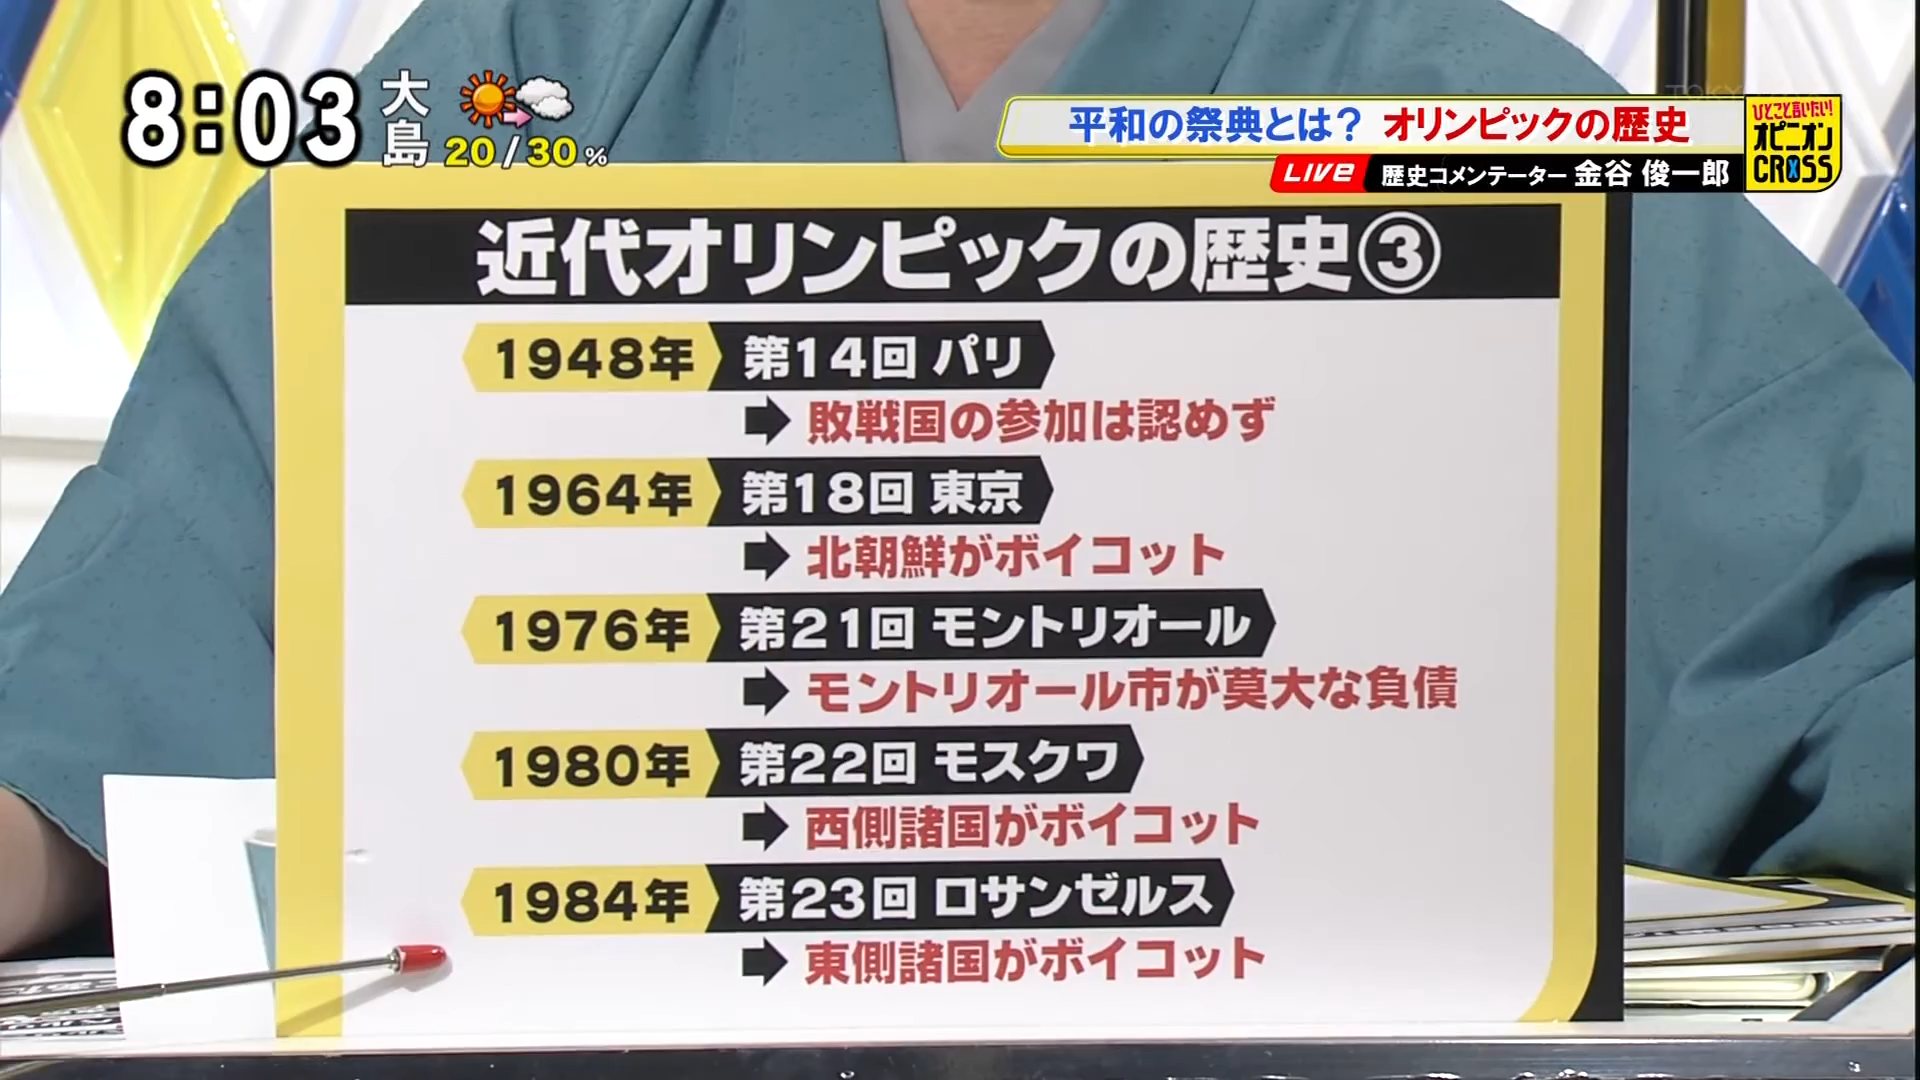 8:03
大島
20/30%
TOKYO
平和の祭典とは? オリンピックの歴史
LIVE 歴史コメンテーター 金谷 俊一郎
ひとこと言いたい!
オピニオン
CROSS
近代オリンピックの歴史③
1948年 第14回 パリ
➡ 敗戦国の参加は認めず
1964年 第18回 東京
➡ 北朝鮮がボイコット
1976年 第21回 モントリオール
➡ モントリオール市が莫大な負債
1980年 第22回 モスクワ
➡ 西側諸国がボイコット
1984年 第23回 ロサンゼルス
➡ 東側諸国がボイコット